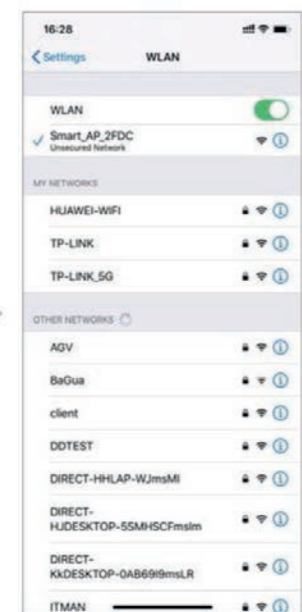 16:28
Settings WLAN
WLAN
Smart_AP_2FDC
Unsecured Network
MY NETWORKS
HUAWEI-WIFI
TP-LINK
TP-LINK_5G
OTHER NETWORKS
AGV
BaGua
client
DDTEST
DIRECT-HHLAP-WJmsMI
DIRECT-
HJDESKTOP-5SMHSCFmsIm
DIRECT-
KkDESKTOP-0AB69I9msLR
ITMAN